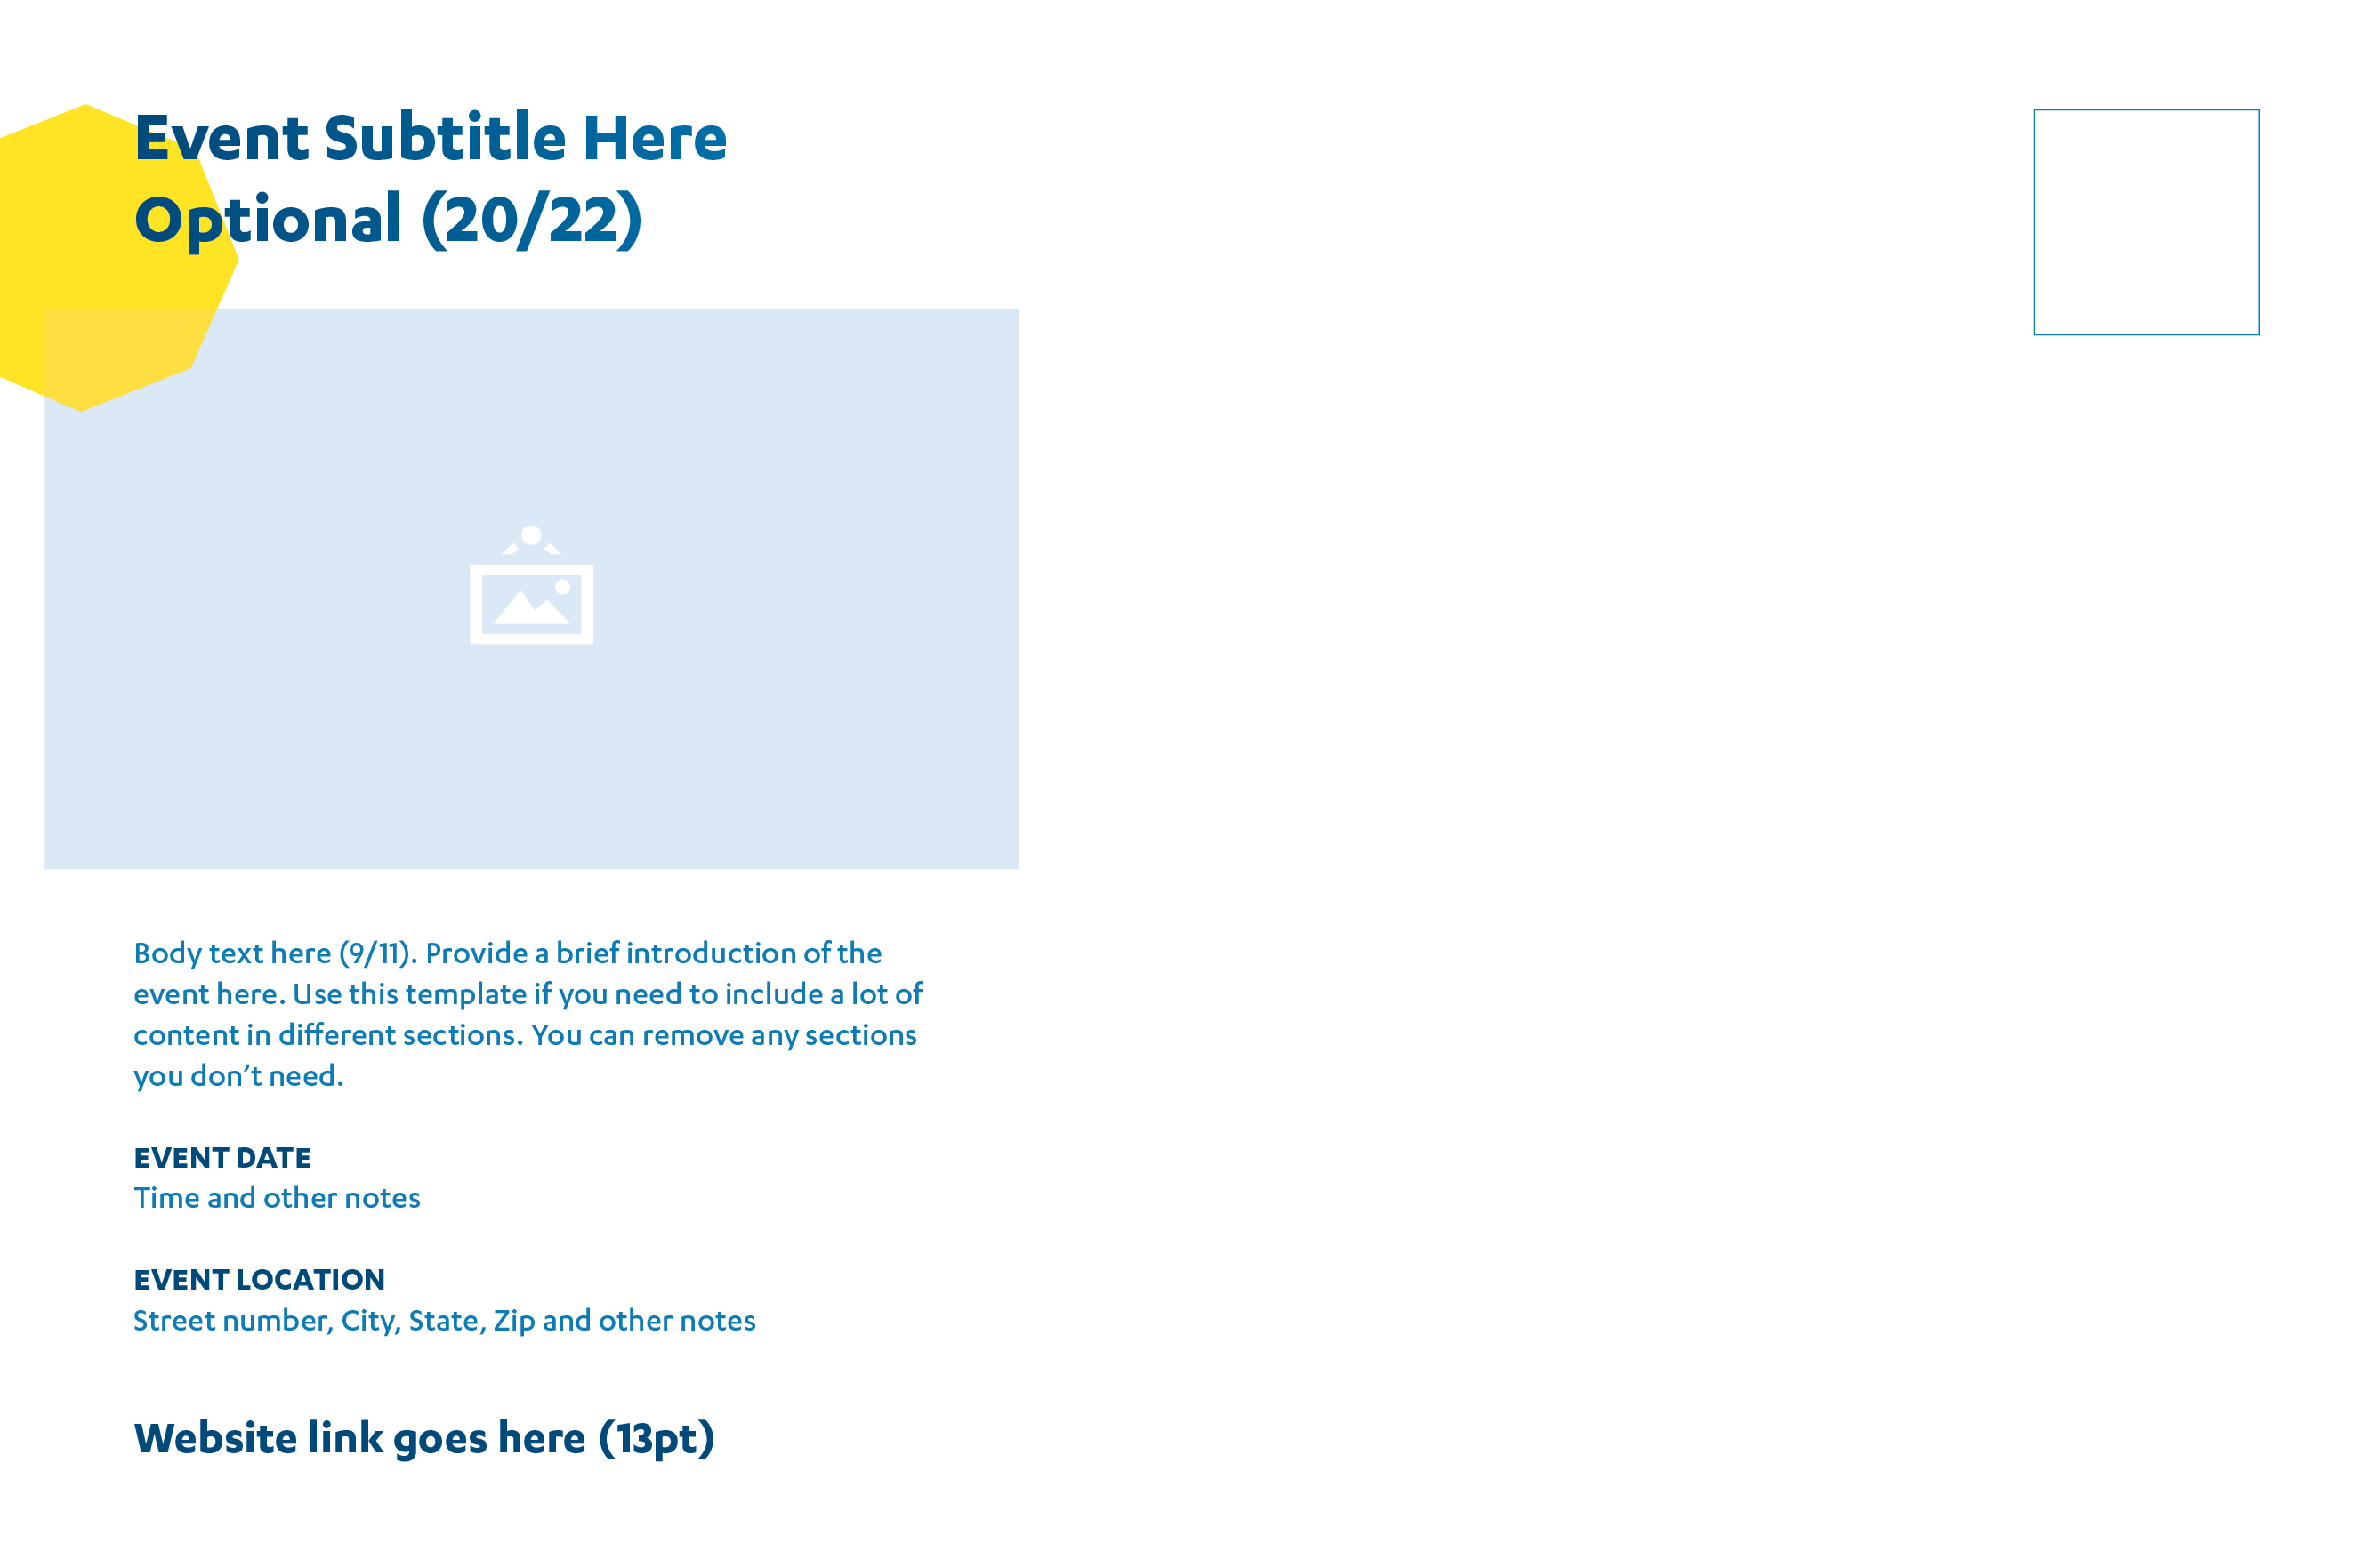 Event Subtitle Here
Optional (20/22)
Body text here (9/11). Provide a brief introduction of the
event here. Use this template if you need to include a lot of
content in different sections. You can remove any sections
you don’t need.
EVENT DATE
Time and other notes
EVENT LOCATION
Street number, City, State, Zip and other notes
Website link goes here (13pt)